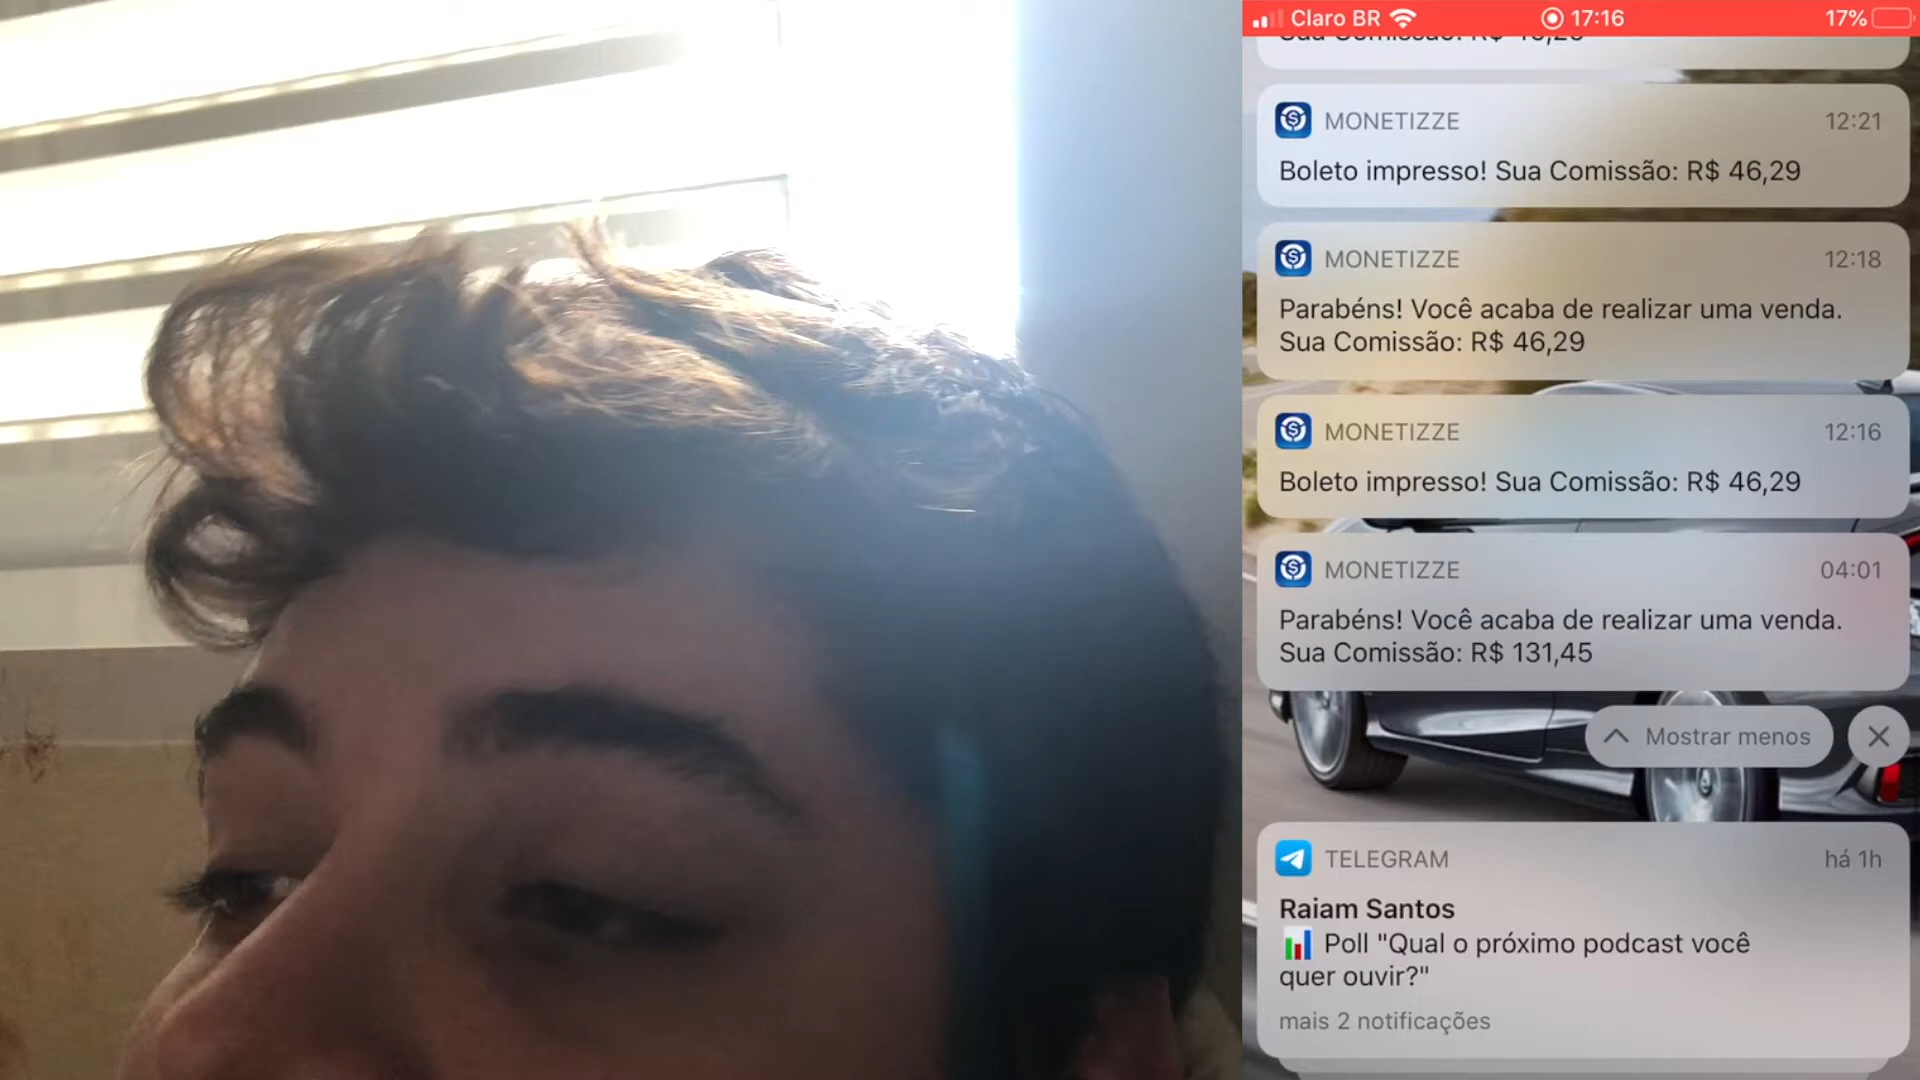 Claro BR 17:16 17%
MONETIZZE 12:21
Boleto impresso! Sua Comissão: R$ 46,29
MONETIZZE 12:18
Parabéns! Você acaba de realizar uma venda.
Sua Comissão: R$ 46,29
MONETIZZE 12:16
Boleto impresso! Sua Comissão: R$ 46,29
MONETIZZE 04:01
Parabéns! Você acaba de realizar uma venda.
Sua Comissão: R$ 131,45
Mostrar menos
TELEGRAM há 1h
Raiam Santos
Poll "Qual o próximo podcast você
quer ouvir?"
mais 2 notificações